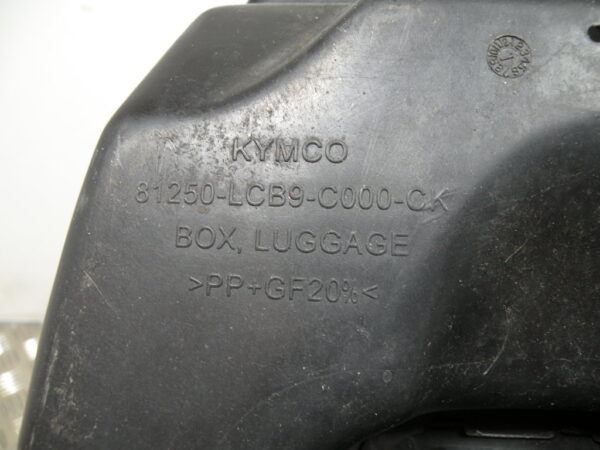 KYMCO
81250-LCB9-C000-CK
BOX, LUGGAGE
>PP+GF20%<